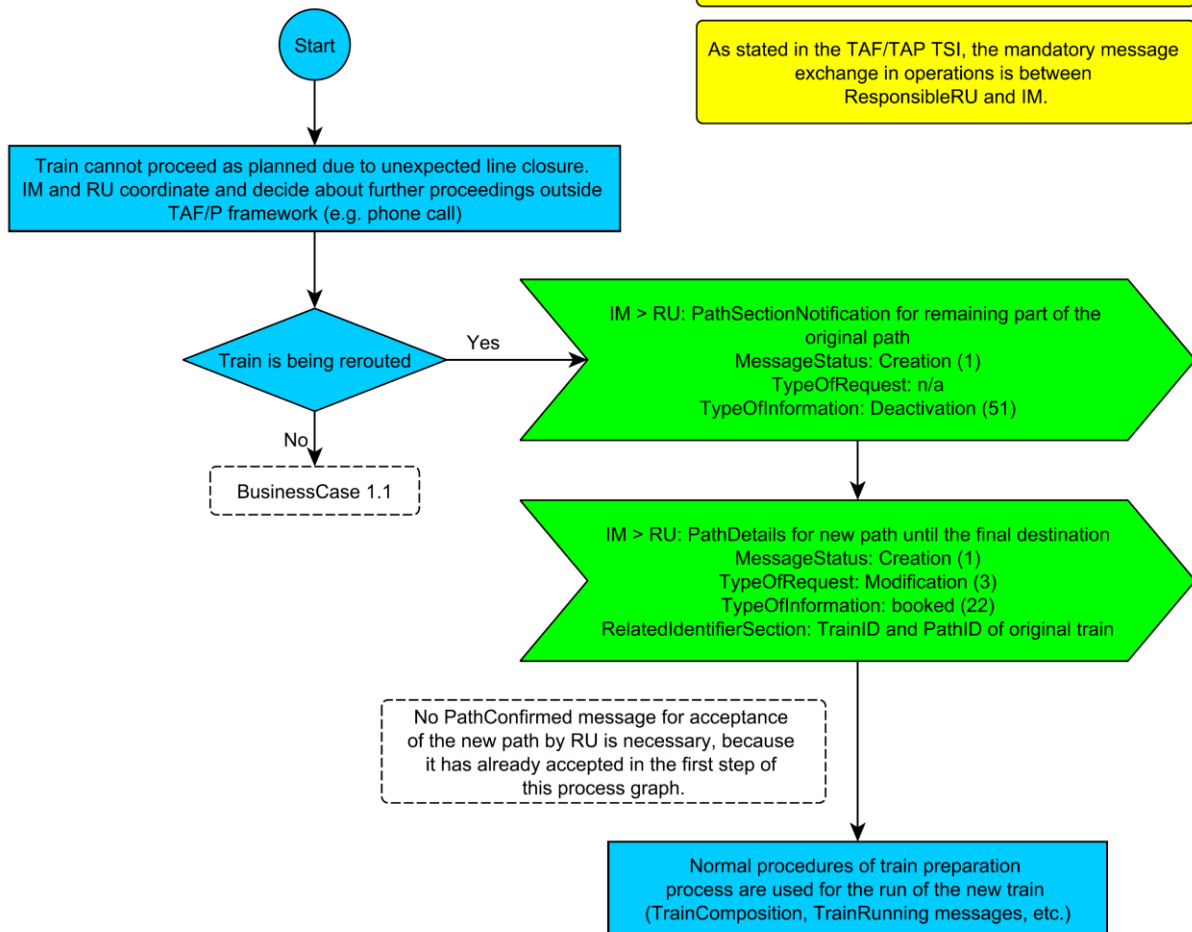 Start
As stated in the TAF/TAP TSI, the mandatory message
exchange in operations is between
ResponsibleRU and IM.
Train cannot proceed as planned due to unexpected line closure.
IM and RU coordinate and decide about further proceedings outside
TAF/P framework (e.g. phone call)
Train is being rerouted
Yes
IM > RU: PathSectionNotification for remaining part of the
original path
MessageStatus: Creation (1)
TypeOfRequest: n/a
TypeOfInformation: Deactivation (51)
No
BusinessCase 1.1
IM > RU: PathDetails for new path until the final destination
MessageStatus: Creation (1)
TypeOfRequest: Modification (3)
TypeOfInformation: booked (22)
RelatedIdentifierSection: TrainID and PathID of original train
No PathConfirmed message for acceptance
of the new path by RU is necessary, because
it has already accepted in the first step of
this process graph.
Normal procedures of train preparation
process are used for the run of the new train
(TrainComposition, TrainRunning messages, etc.)